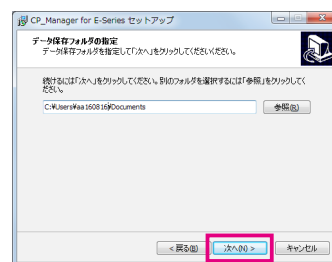 CP_Manager for E-Series セットアップ
データ保存フォルダの指定
データ保存フォルダを指定して「次へ」をクリックしてくださいください。
続けるには「次へ」をクリックしてください。別のフォルダを選択するには「参照」をクリックしてく
ださい。
C:¥Users¥aa160816¥Documents
参照(R)
< 戻る(B)
次へ(N) >
キャンセル